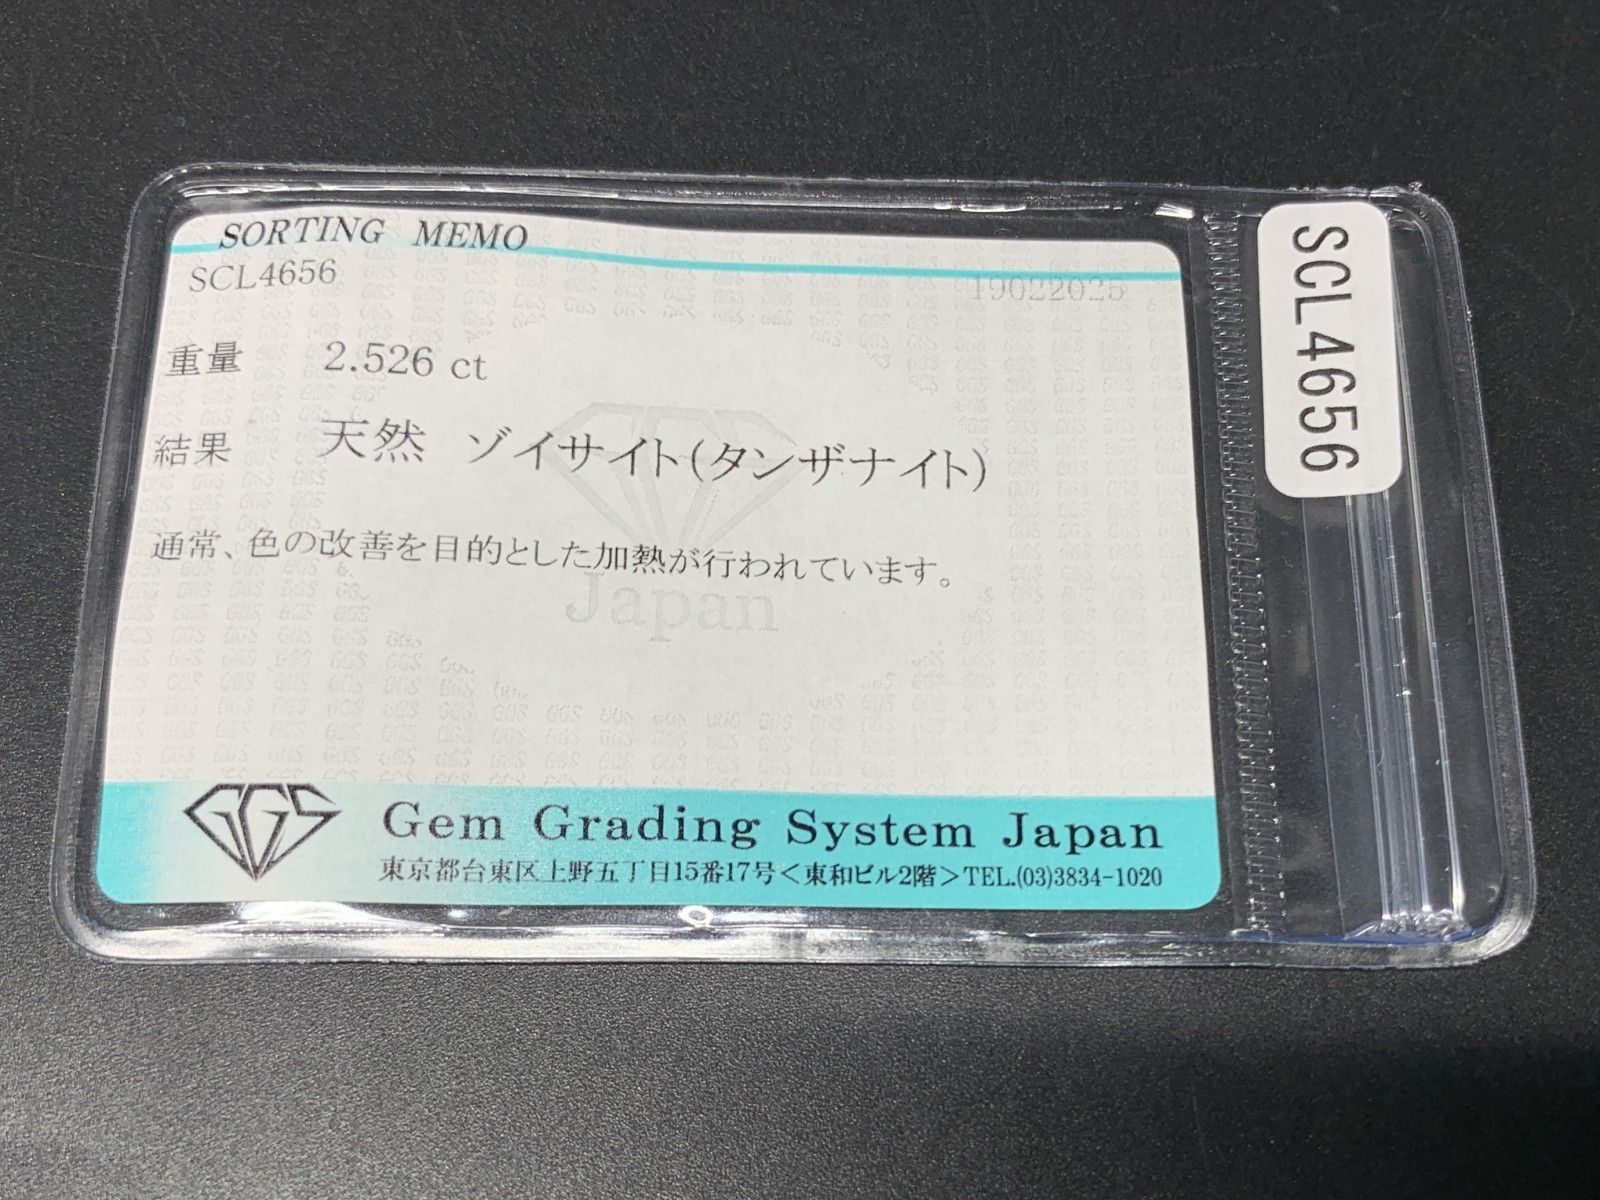 SORTING MEMO
SCL4656
19022025
重量 2.526 ct
結果 天然 ゾイサイト(タンザナイト)
通常、色の改善を目的とした加熱が行われています。
Japan
GGS
Gem Grading System Japan
東京都台東区上野五丁目15番17号<東和ビル2階>TEL.(03)3834-1020
SCL4656